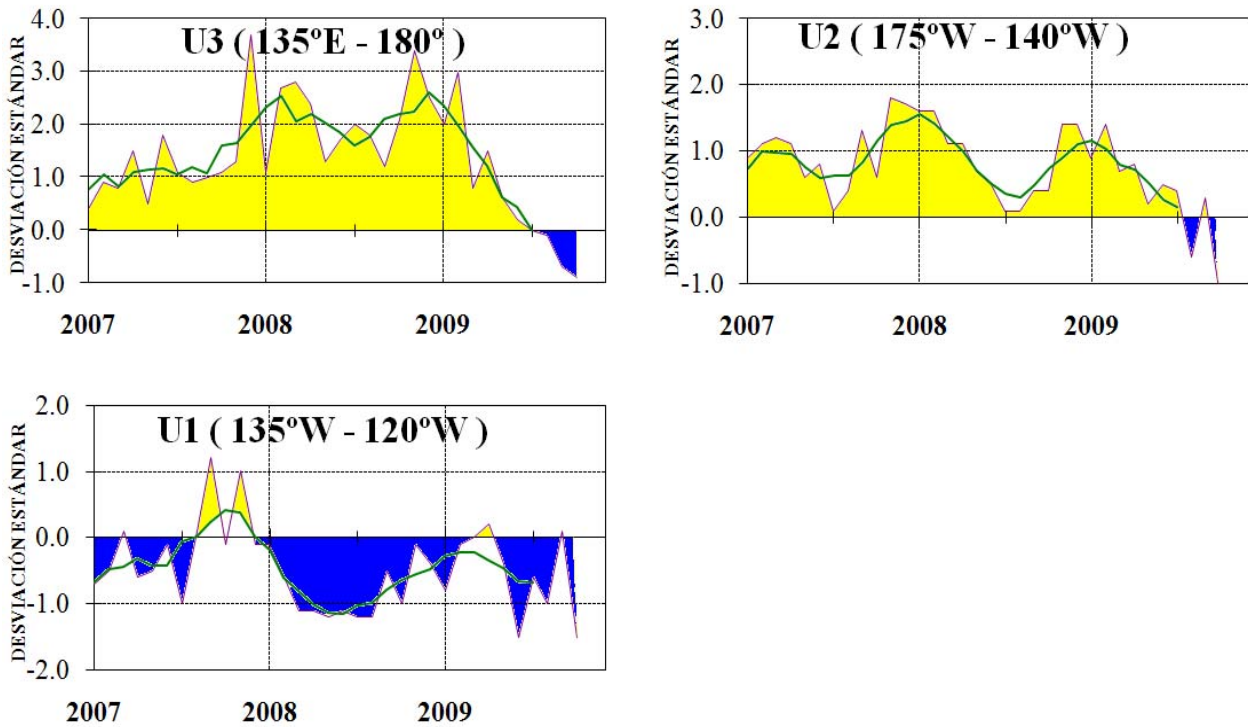 U3 ( 135ºE - 180º )
DESVIACIÓN ESTÁNDAR
4.0
3.0
2.0
1.0
0.0
-1.0
2007 2008 2009
U2 ( 175ºW - 140ºW )
DESVIACIÓN ESTÁNDAR
3.0
2.0
1.0
0.0
-1.0
2007 2008 2009
U1 ( 135ºW - 120ºW )
DESVIACIÓN ESTÁNDAR
2.0
1.0
0.0
-1.0
-2.0
2007 2008 2009